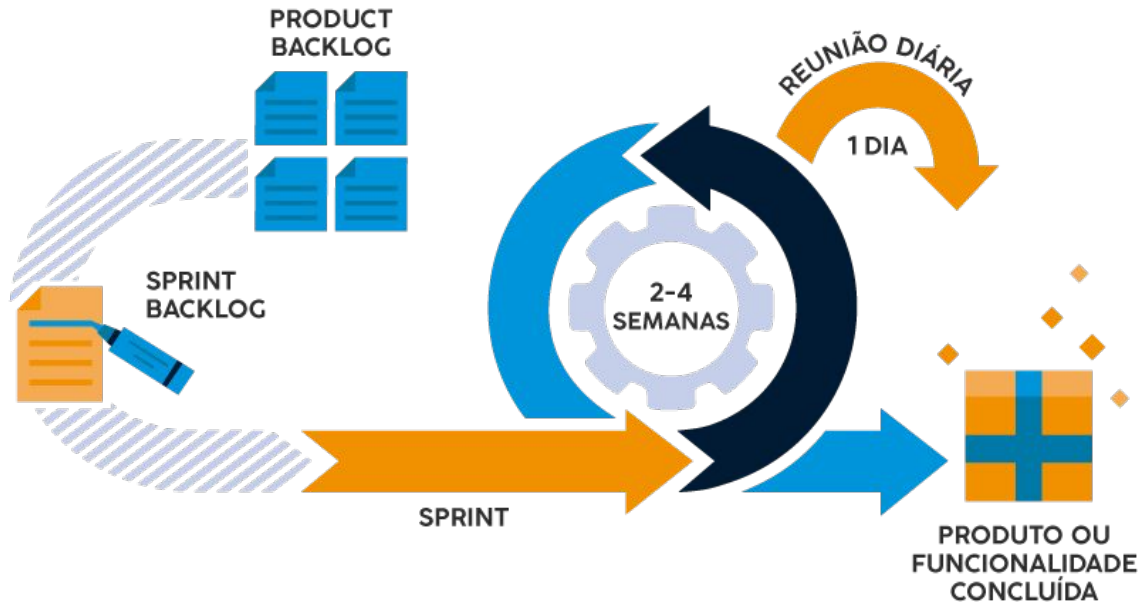 PRODUCT
BACKLOG
REUNIÃO DIÁRIA
1 DIA
SPRINT
BACKLOG
2-4
SEMANAS
SPRINT
PRODUTO OU
FUNCIONALIDADE
CONCLUÍDA